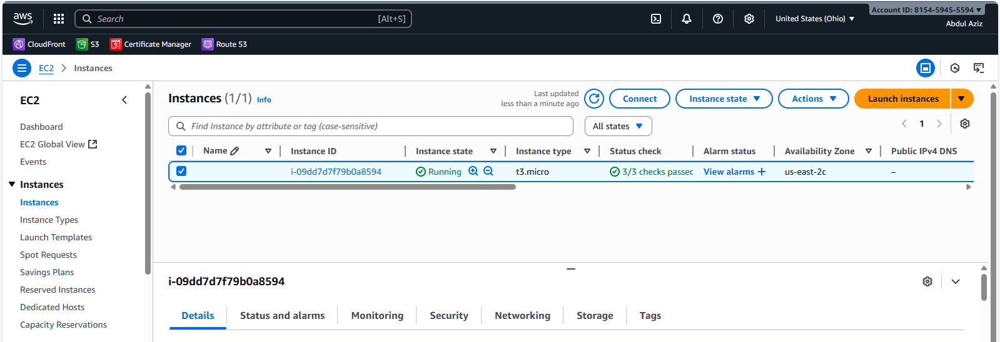 aws Search [Alt+S] United States (Ohio) Account ID: 8154-5945-5594
Abdul Aziz
CloudFront S3 Certificate Manager Route 53
EC2 Instances
EC2
Dashboard
EC2 Global View
Events
Instances
Instances
Instance Types
Launch Templates
Spot Requests
Savings Plans
Reserved Instances
Dedicated Hosts
Capacity Reservations
Instances (1/1) Info
Last updated
less than a minute ago
Connect Instance state Actions Launch instances
Find Instance by attribute or tag (case-sensitive) All states 1
Name Instance ID Instance state Instance type Status check Alarm status Availability Zone Public IPv4 DNS
i-09dd7d7f79b0a8594 Running t3.micro 3/3 checks passec View alarms + us-east-2c –
i-09dd7d7f79b0a8594
Details Status and alarms Monitoring Security Networking Storage Tags